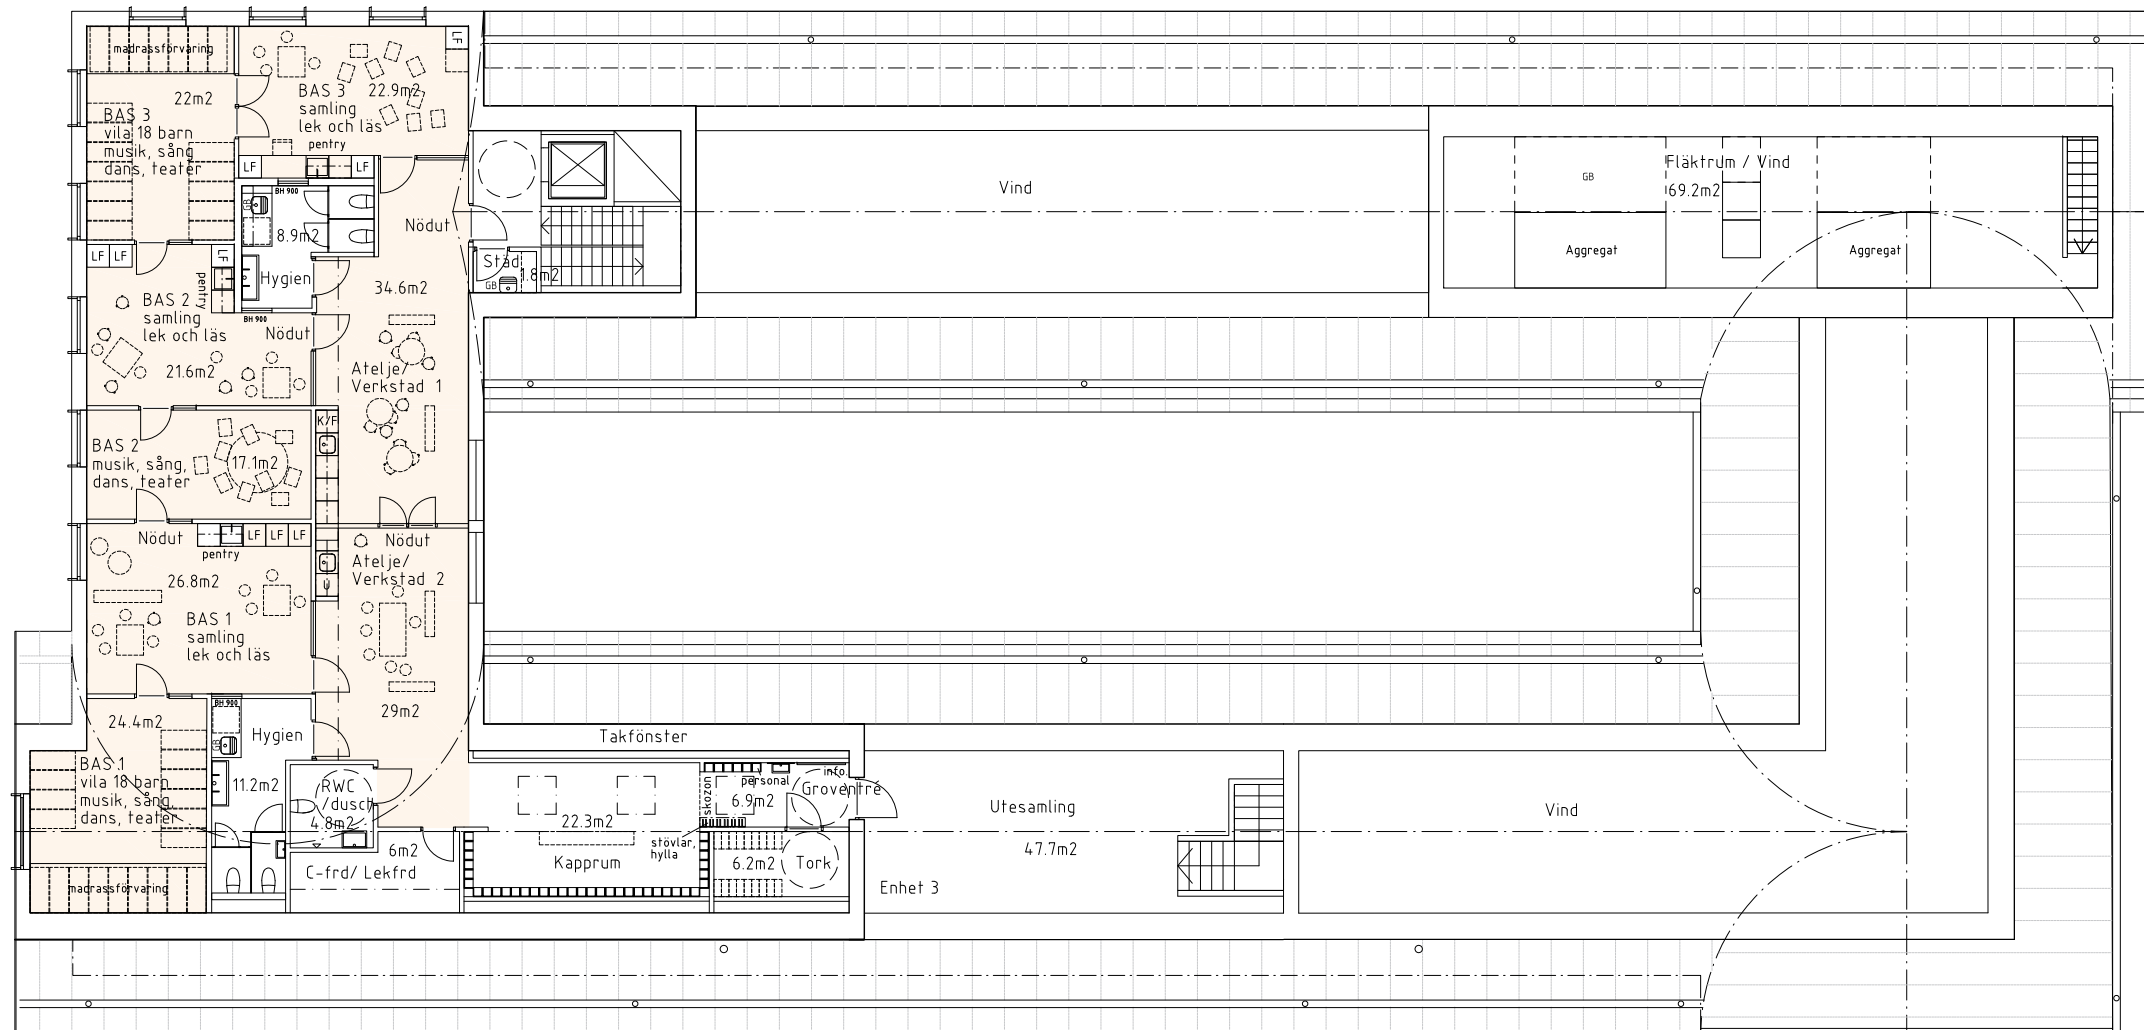 madrassförvaring
22m2
BAS 3
vila 18 barn
musik, sång
dans, teater
LF
BAS 3
samling
lek och läs
22.9m2
pentry
LF
LF
BH 900
GB
8.9m2
Hygien
BH 900
Nödut
34.6m2
Städ
1.8m2
GB
Vind
Fläktrum / Vind
69.2m2
GB
Aggregat
Aggregat
LF
LF
LF
pentry
BAS 2
samling
lek och läs
Nödut
21.6m2
Atelje/
Verkstad 1
K/F
BAS 2
musik, sång,
dans, teater
17.1m2
Nödut
pentry
LF
LF
LF
26.8m2
BAS 1
samling
lek och läs
Nödut
Atelje/
Verkstad 2
U
29m2
24.4m2
BAS 1
vila 18 barn
musik, sång,
dans, teater
madrassförvaring
BH 900
GB
Hygien
11.2m2
RWC
/dusch
4.8m2
6m2
C-frd/ Lekfrd
Takfönster
22.3m2
Kapprum
skozon
personal
info.
Groventré
6.9m2
stövlar,
hylla
6.2m2
Tork
Utesamling
47.7m2
Enhet 3
Vind